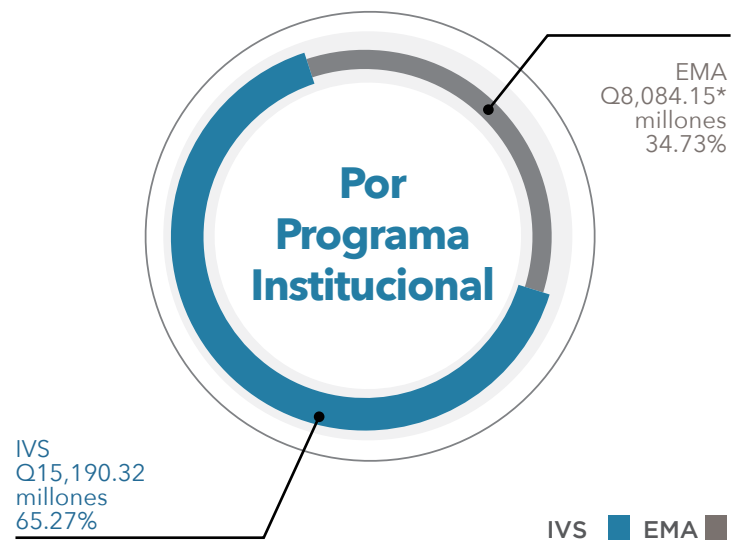 EMA
Q8,084.15*
millones
34.73%
Por
Programa
Institucional
IVS
Q15,190.32
millones
65.27%
IVS EMA